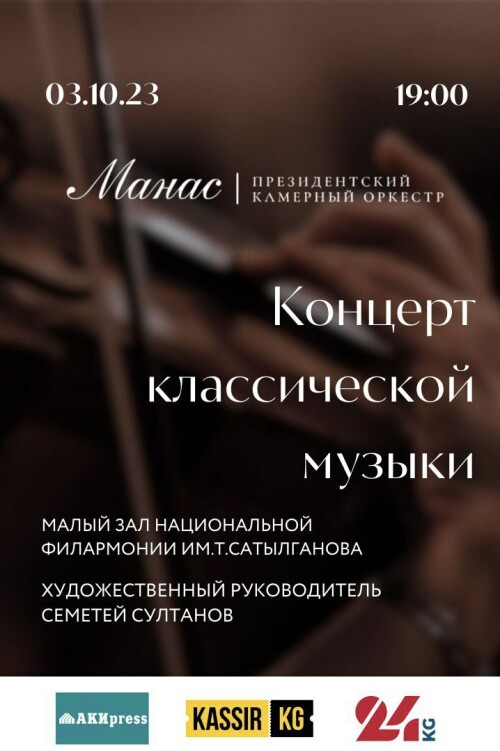 03.10.23 19:00
Манас | ПРЕЗИДЕНТСКИЙ
КАМЕРНЫЙ ОРКЕСТР
Концерт
классической
музыки
МАЛЫЙ ЗАЛ НАЦИОНАЛЬНОЙ
ФИЛАРМОНИИ ИМ.Т.САТЫЛГАНОВА
ХУДОЖЕСТВЕННЫЙ РУКОВОДИТЕЛЬ
СЕМЕТЕЙ СУЛТАНОВ
AKИpress KASSIR KG 24 KG